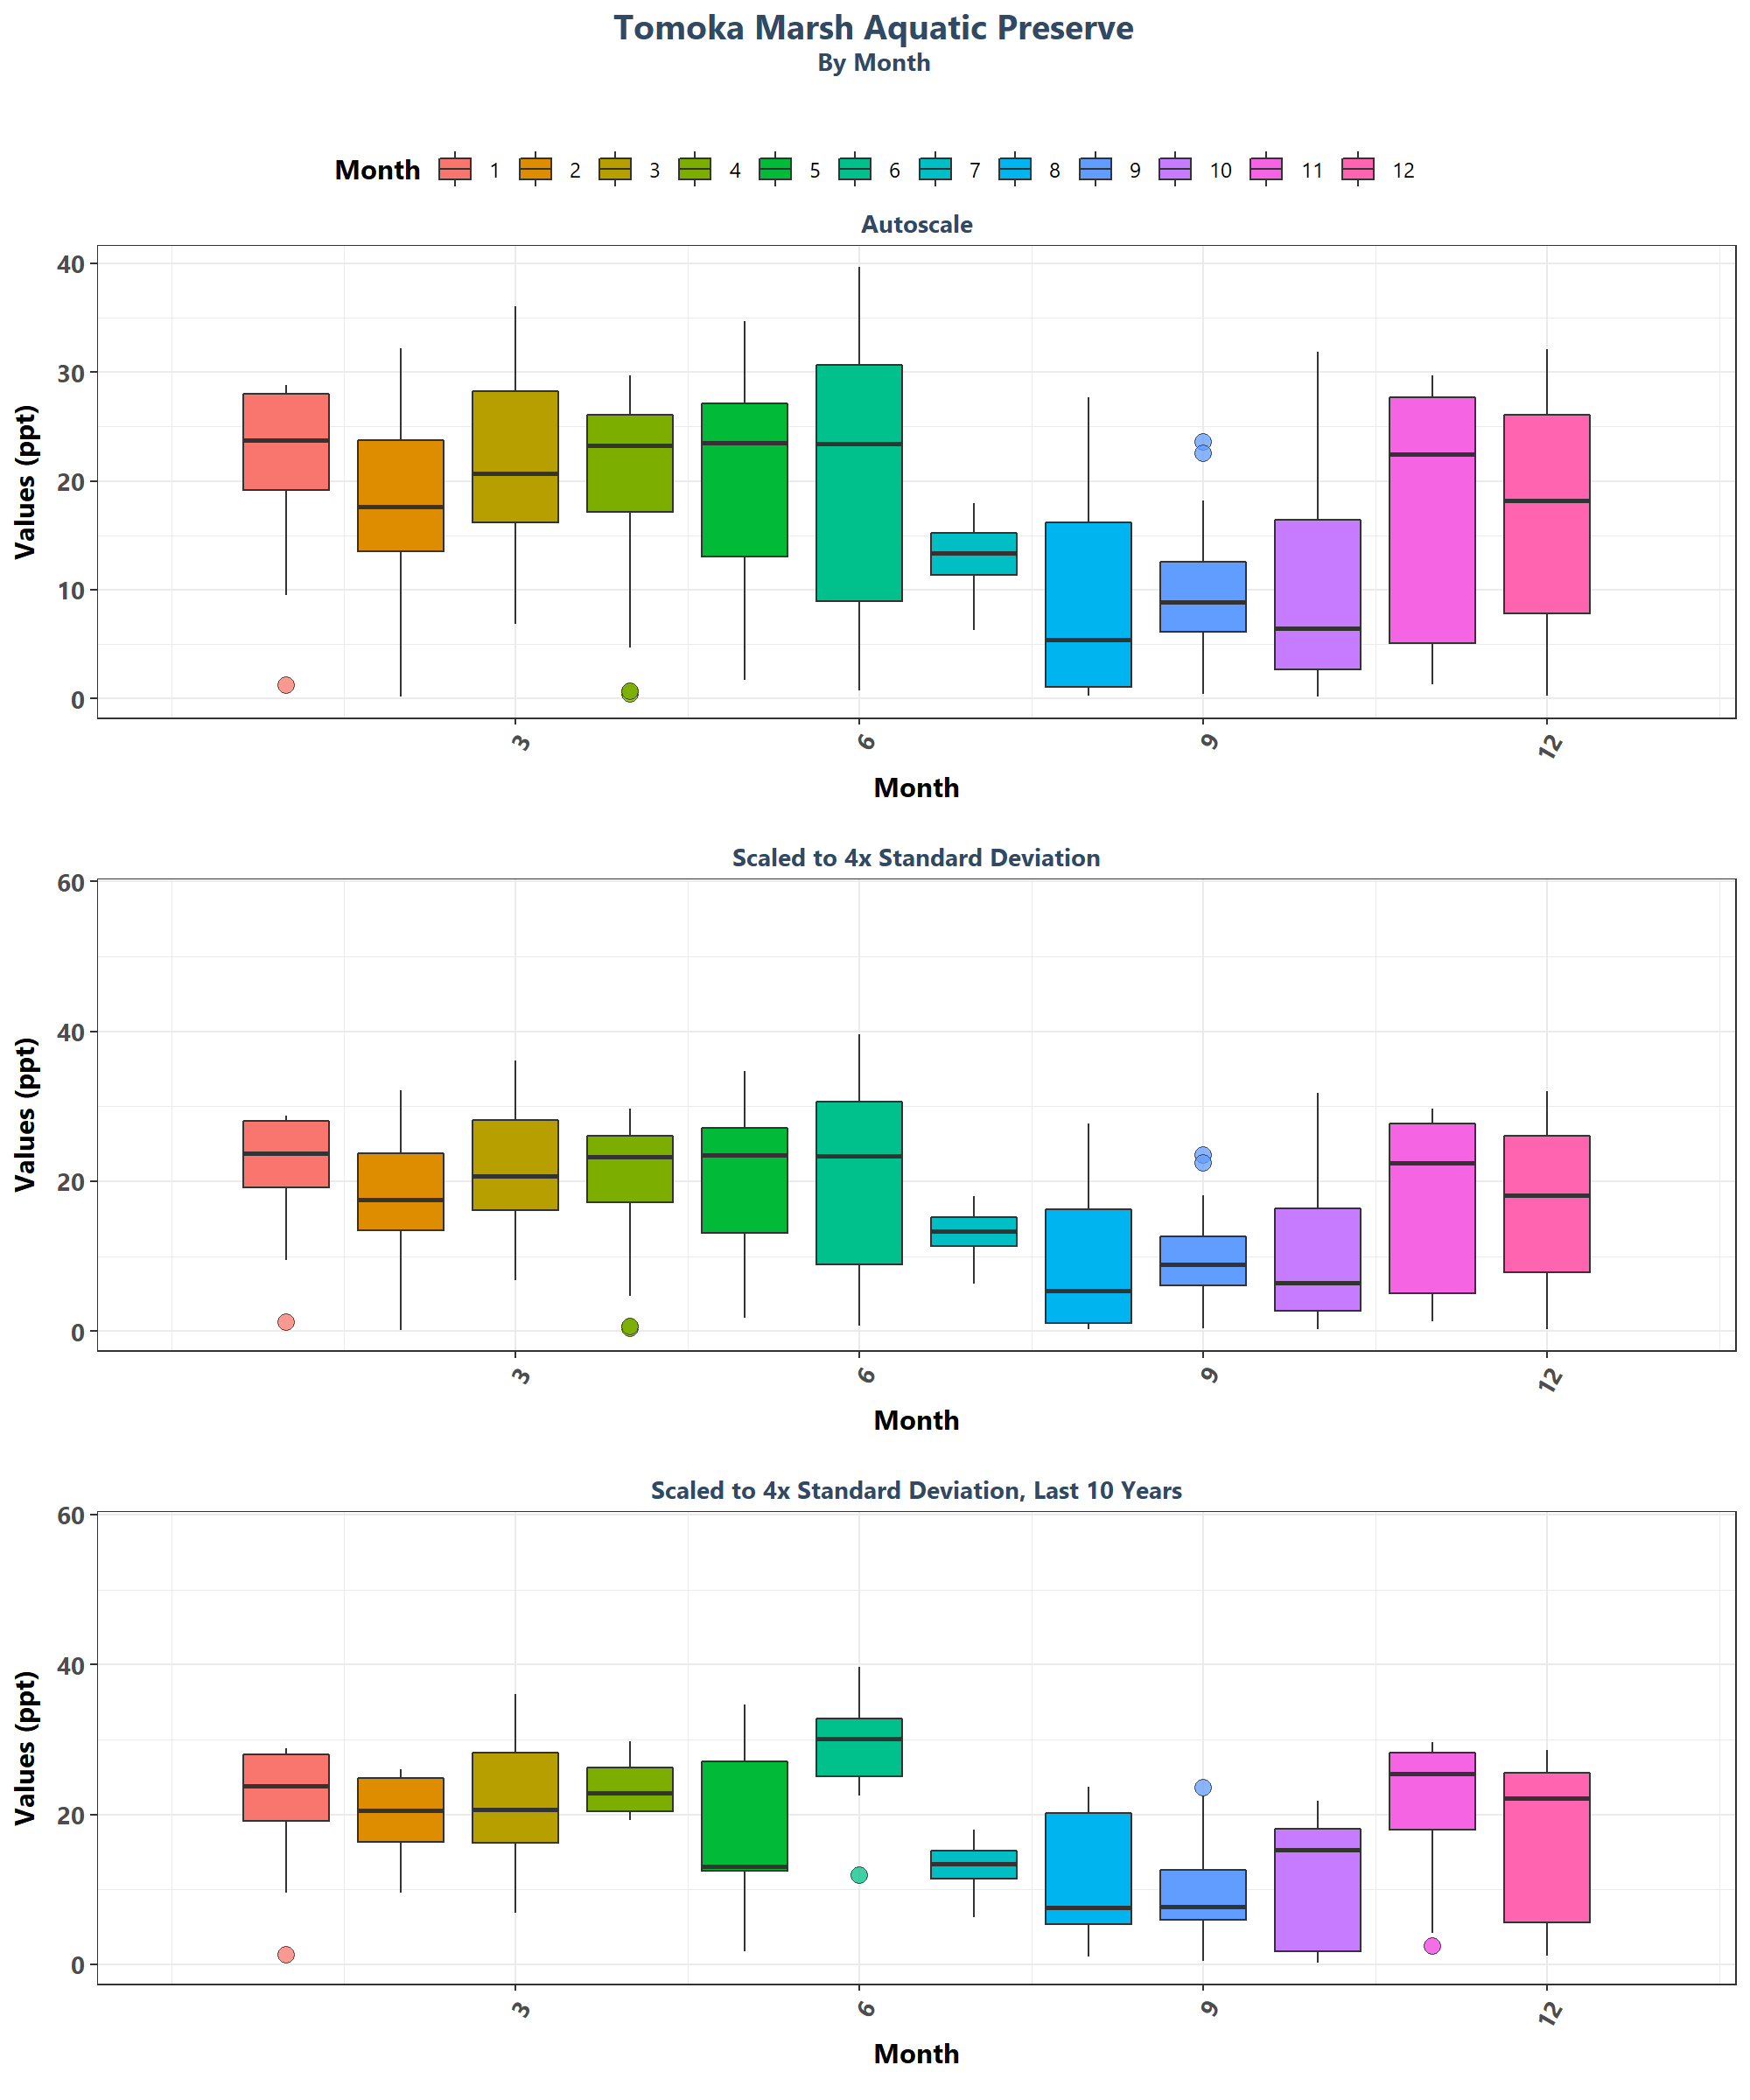 Tomoka Marsh Aquatic Preserve
By Month
Month 1 2 3 4 5 6 7 8 9 10 11 12
Autoscale
Values (ppt)
40
30
20
10
0
3 6 9 12
Month
Scaled to 4x Standard Deviation
Values (ppt)
60
40
20
0
3 6 9 12
Month
Scaled to 4x Standard Deviation, Last 10 Years
Values (ppt)
60
40
20
0
3 6 9 12
Month